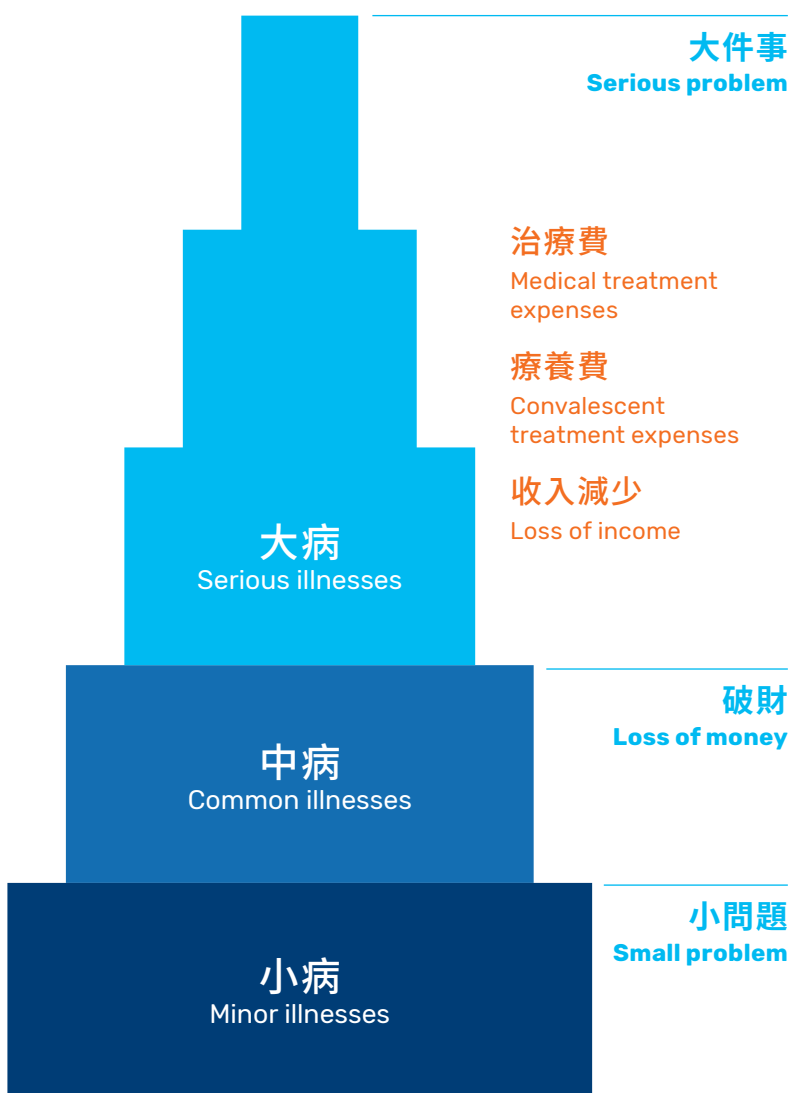 大件事
Serious problem
治療費
Medical treatment
expenses
療養費
Convalescent
treatment expenses
收入減少
Loss of income
大病
Serious illnesses
破財
Loss of money
中病
Common illnesses
小問題
Small problem
小病
Minor illnesses